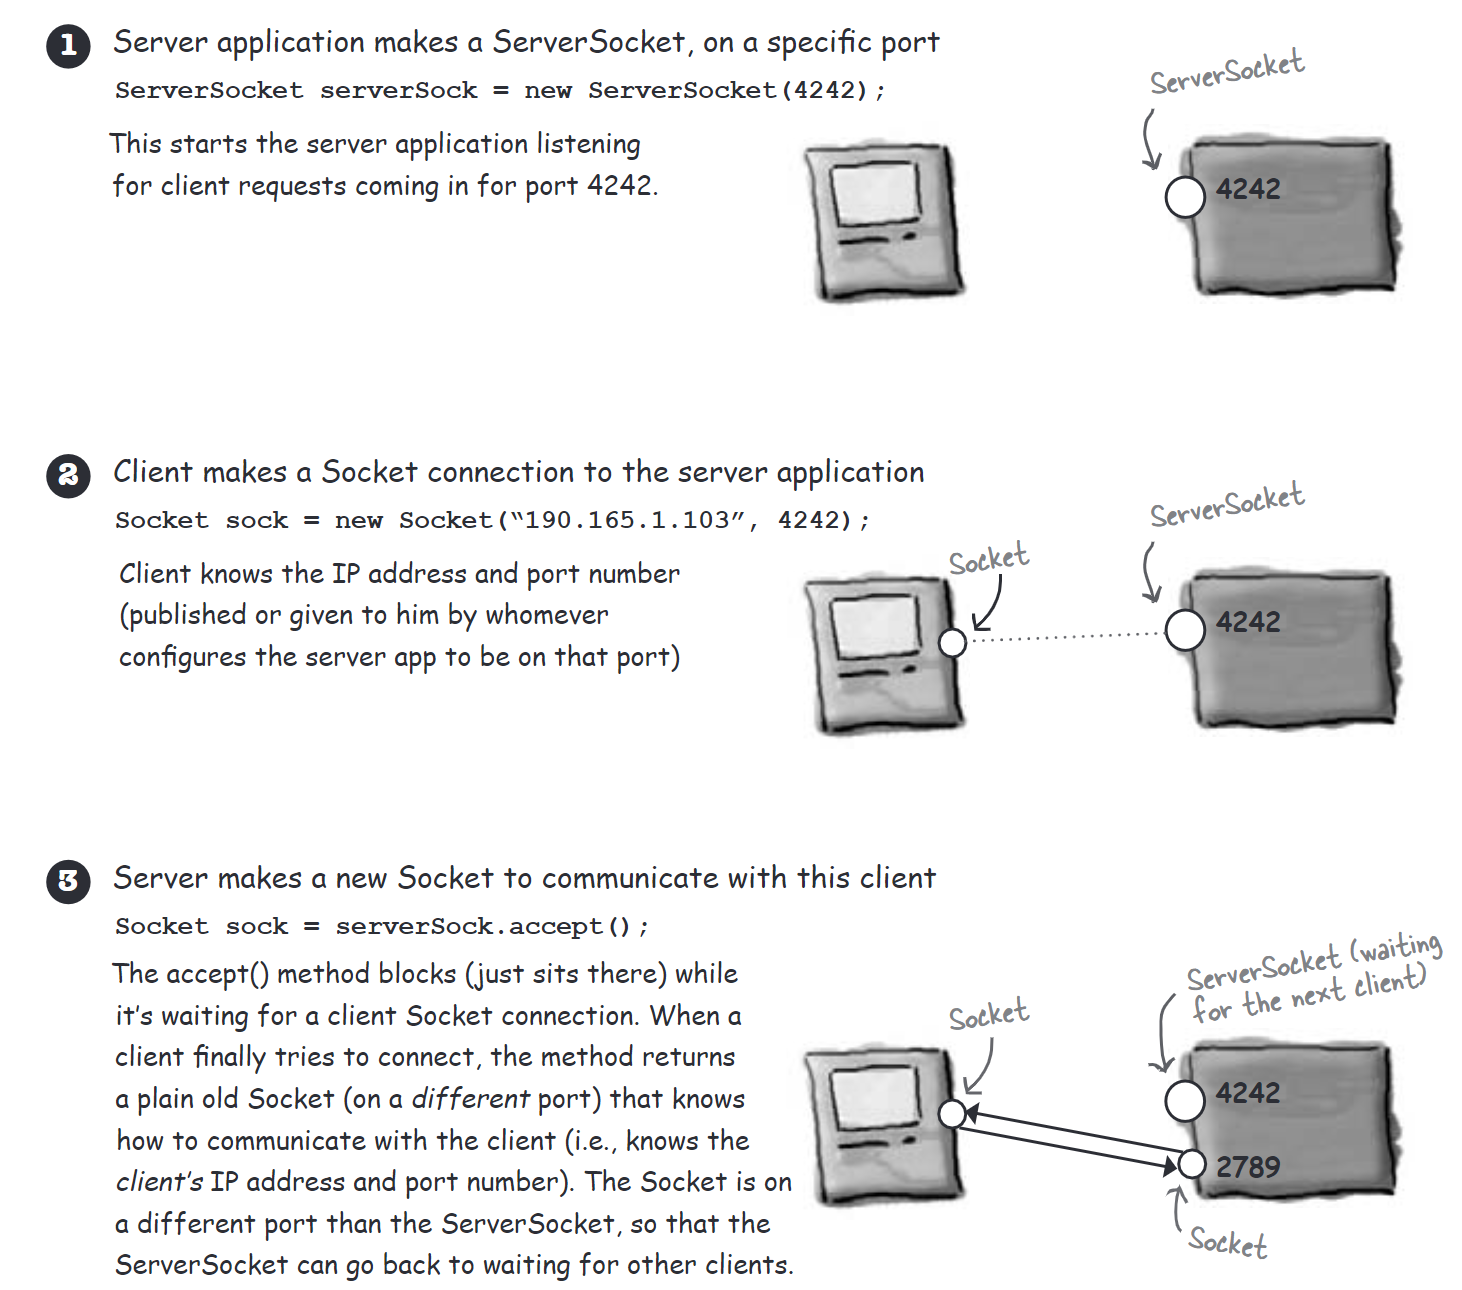 1 Server application makes a ServerSocket, on a specific port
ServerSocket serverSock = new ServerSocket(4242);
This starts the server application listening
for client requests coming in for port 4242.
ServerSocket
4242
2 Client makes a Socket connection to the server application
Socket sock = new Socket(“190.165.1.103”, 4242);
Client knows the IP address and port number
(published or given to him by whomever
configures the server app to be on that port)
Socket
ServerSocket
4242
3 Server makes a new Socket to communicate with this client
Socket sock = serverSock.accept();
The accept() method blocks (just sits there) while
it’s waiting for a client Socket connection. When a
client finally tries to connect, the method returns
a plain old Socket (on a different port) that knows
how to communicate with the client (i.e., knows the
client’s IP address and port number). The Socket is on
a different port than the ServerSocket, so that the
ServerSocket can go back to waiting for other clients.
Socket
ServerSocket (waiting
for the next client)
4242
2789
Socket